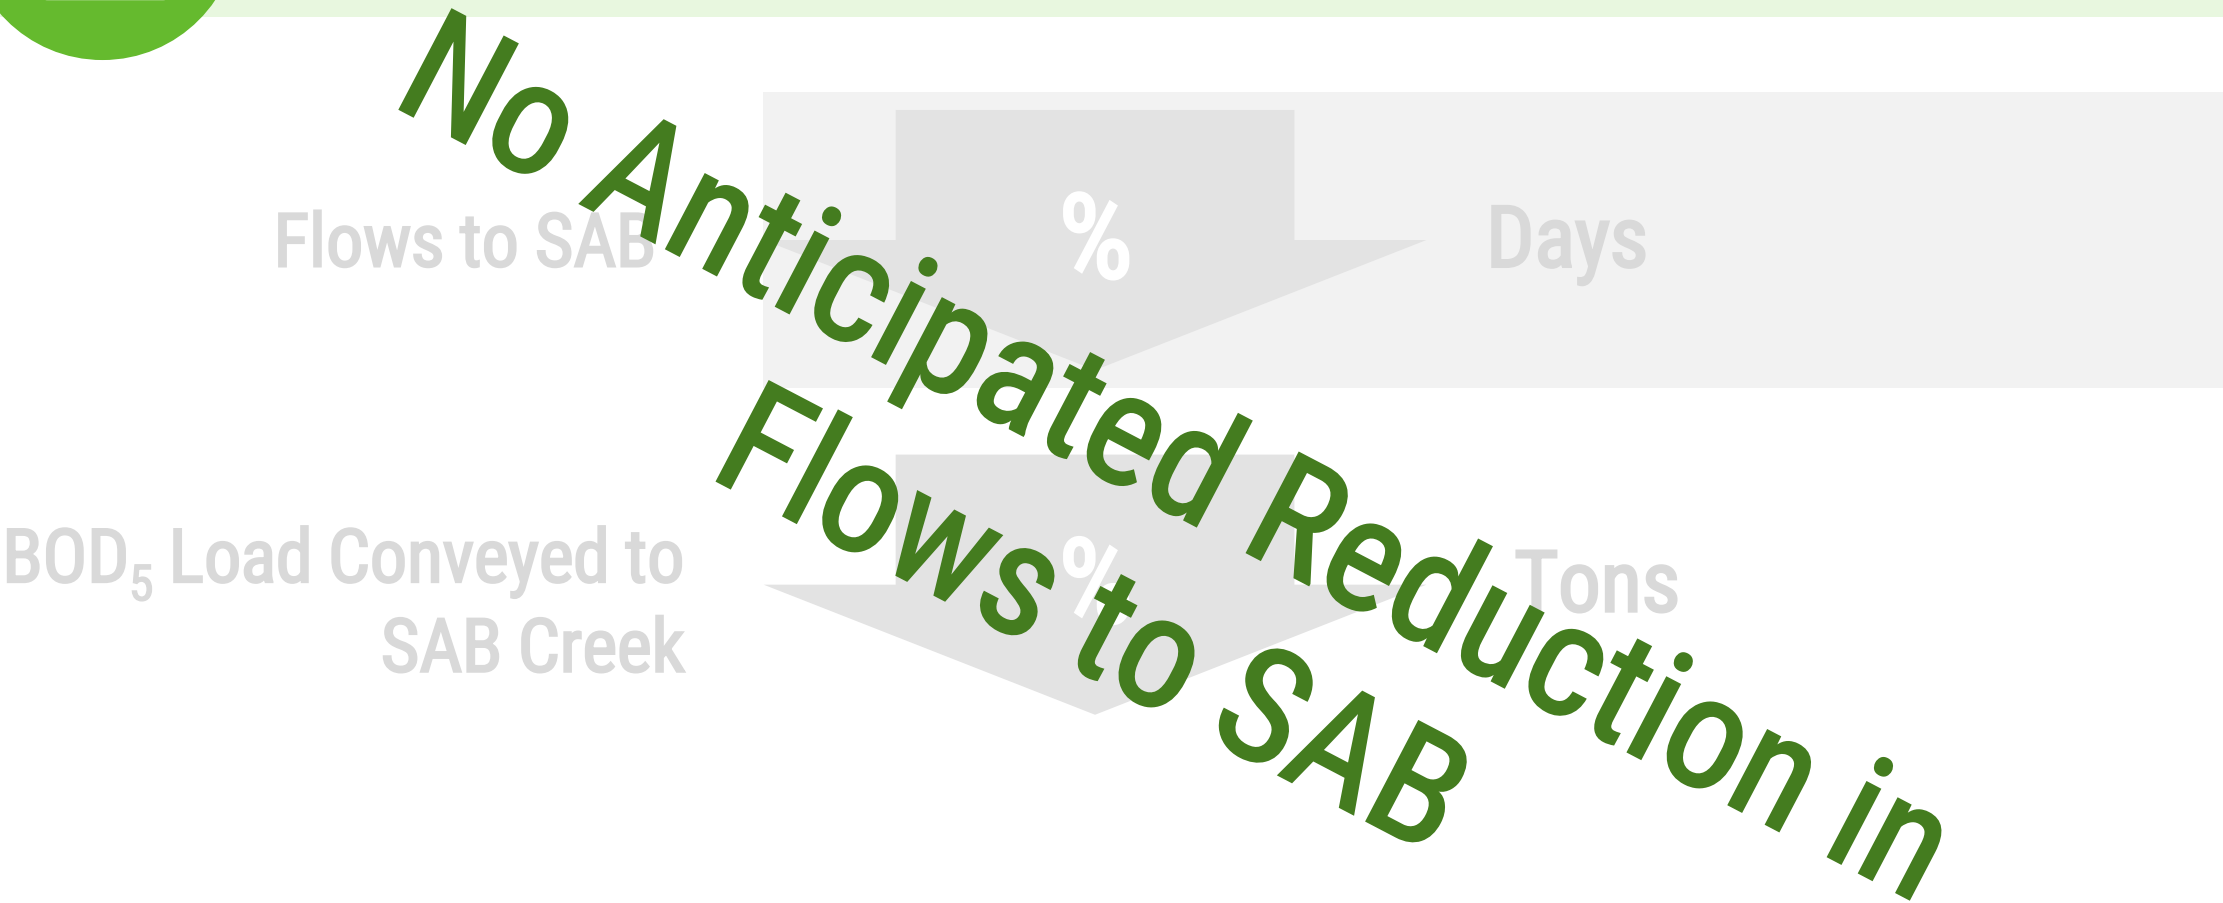 No Anticipated Reduction in
Flows to SAB
Flows to SAB
%
Days
BOD₅ Load Conveyed to
SAB Creek
%
Tons